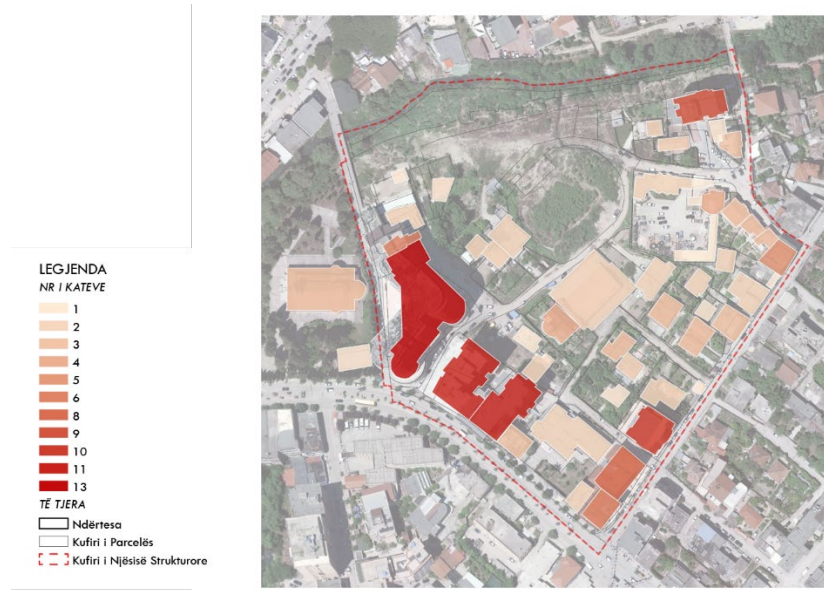 LEGJENDA
NR I KATEVE
1
2
3
4
5
6
8
9
10
11
13
TË TJERA
Ndërtesa
Kufiri i Parcelës
Kufiri i Njësisë Strukturore